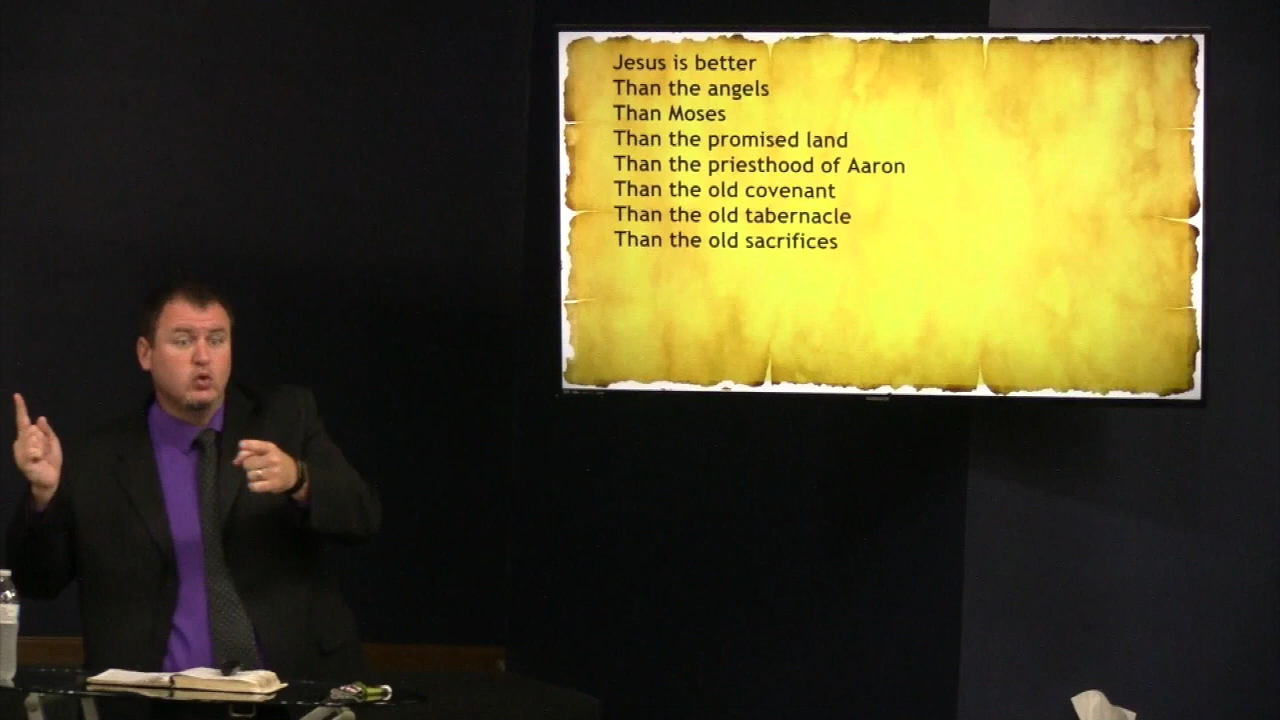 Jesus is better
Than the angels
Than Moses
Than the promised land
Than the priesthood of Aaron
Than the old covenant
Than the old tabernacle
Than the old sacrifices